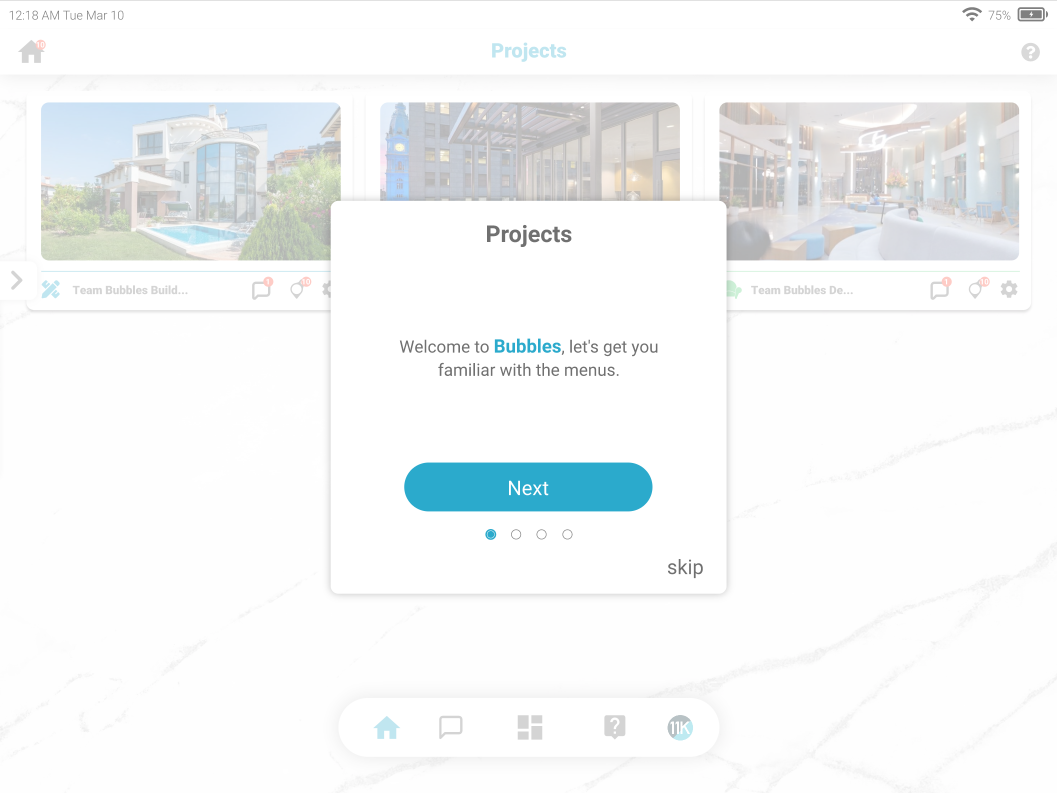 12:18 AM Tue Mar 10
75%
10
Projects
?
Team Bubbles Build...
1
10
Team Bubbles De...
1
10
Projects
Welcome to Bubbles, let's get you
familiar with the menus.
Next
skip
?
11K